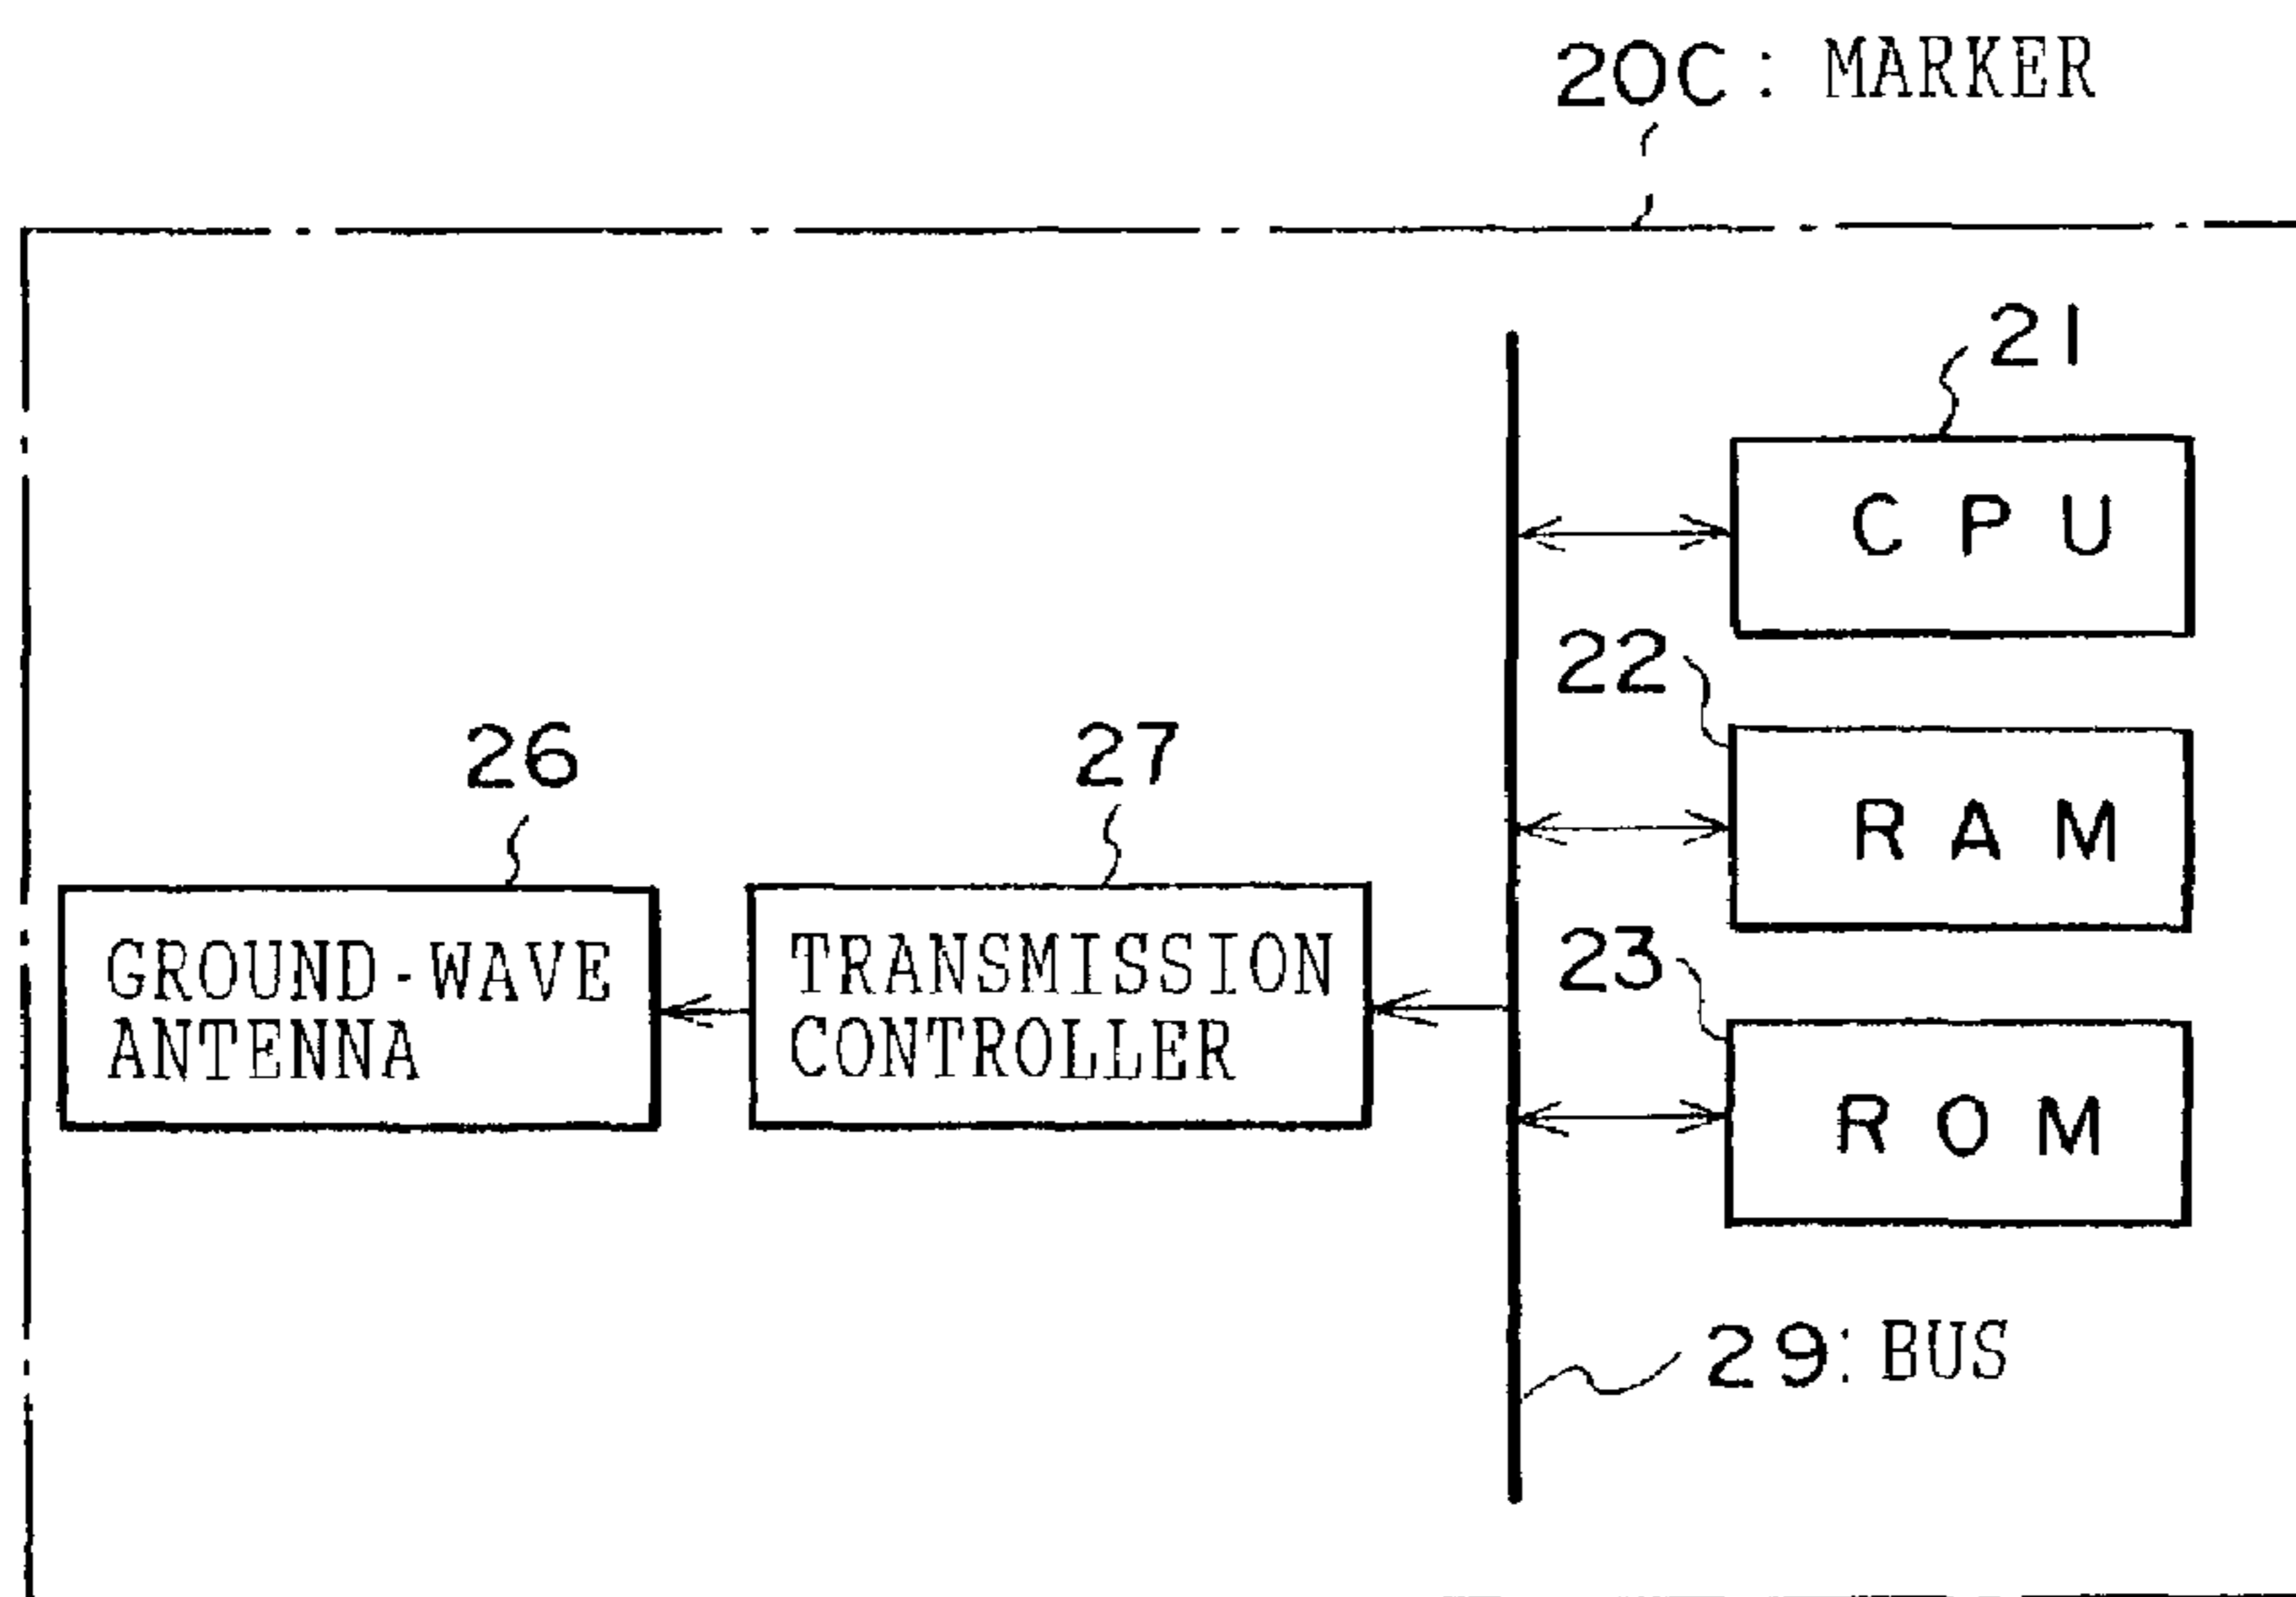 20C: MARKER
21
CPU
22
26
27
RAM
GROUND-WAVE
ANTENNA
TRANSMISSION
CONTROLLER
23
ROM
29: BUS